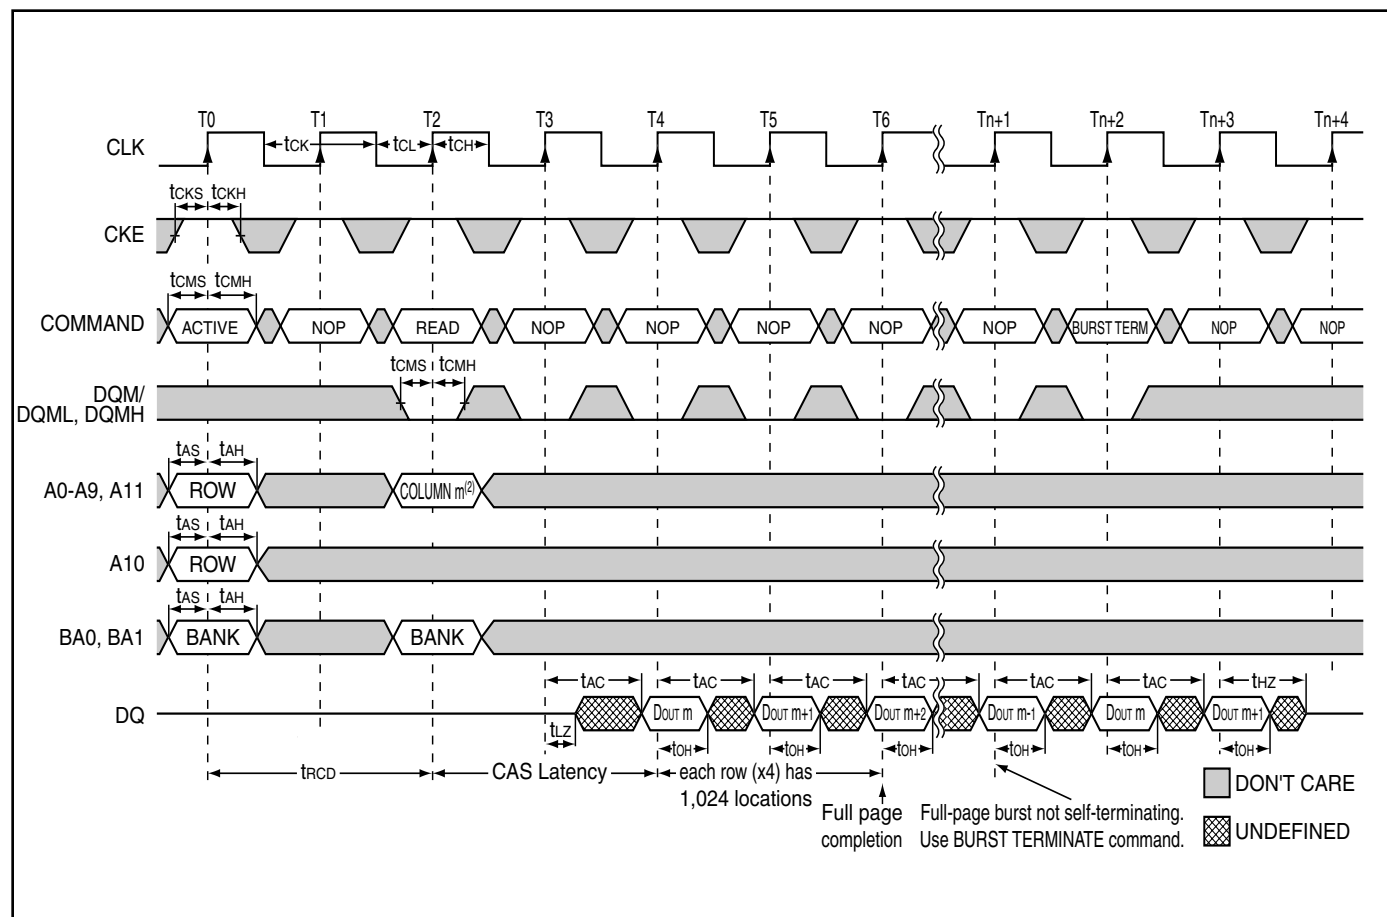 T0 T1 T2 T3 T4 T5 T6 Tn+1 Tn+2 Tn+3 Tn+4
CLK tCK tCL tCH
tCKS tCKH
CKE
tCMS tCMH
COMMAND ACTIVE NOP READ NOP NOP NOP NOP NOP BURST TERM NOP NOP
tCMS tCMH
DQM/
DQML, DQMH
tAS tAH
A0-A9, A11 ROW COLUMN m(2)
tAS tAH
A10 ROW
tAS tAH
BA0, BA1 BANK BANK
tAC tAC tAC tAC tAC tAC tHZ
DQ DOUT m DOUT m+1 DOUT m+2 DOUT m-1 DOUT m DOUT m+1
tLZ tOH tOH tOH tOH tOH tOH
tRCD CAS Latency each row (x4) has
1,024 locations
Full page
completion
Full-page burst not self-terminating.
Use BURST TERMINATE command.
DON'T CARE
UNDEFINED